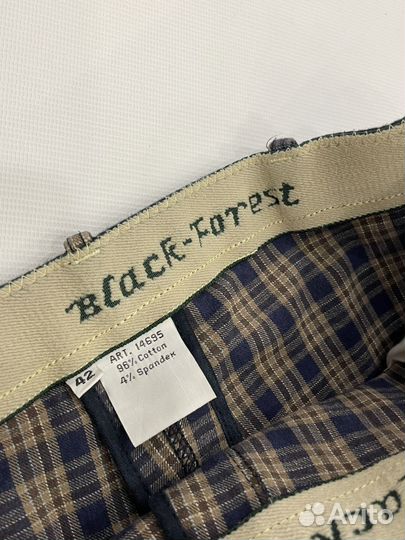 Black-Forest
42
ART. 14695
96% Cotton
4% Spandex
Avito